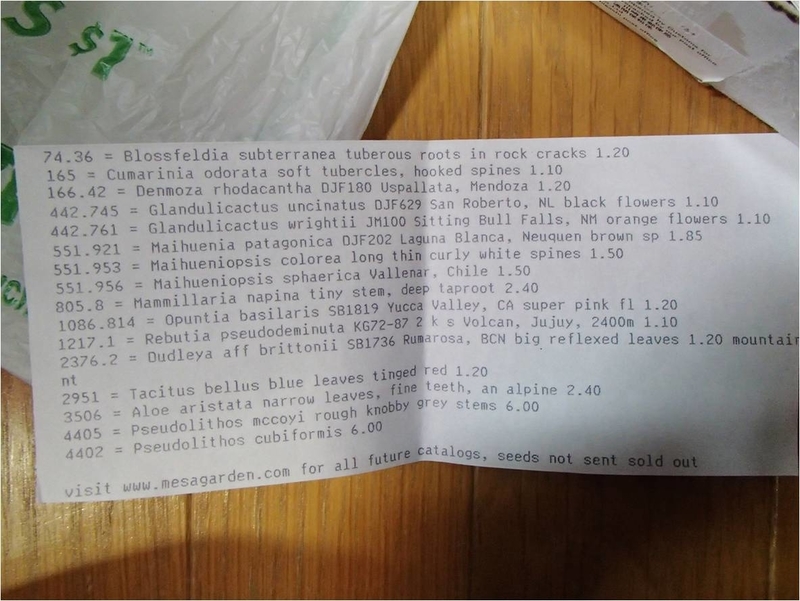 S S7™
74.36 = Blossfeldia subterranea tuberous roots in rock cracks 1.20
165 = Cumarinia odorata soft tubercles, hooked spines 1.10
166.42 = Denmoza rhodacantha DJF180 Uspallata, Mendoza 1.20
442.745 = Glandulicactus uncinatus DJF629 San Roberto, NL black flowers 1.10
442.761 = Glandulicactus wrightii JM100 Sitting Bull Falls, NM orange flowers 1.10
551.921 = Maihuenia patagonica DJF202 Laguna Blanca, Neuquen brown sp 1.85
551.953 = Maihueniopsis colorea long thin curly white spines 1.50
551.956 = Maihueniopsis sphaerica Vallenar, Chile 1.50
805.8 = Mammillaria napina tiny stem, deep taproot 2.40
1086.814 = Opuntia basilaris SB1819 Yucca Valley, CA super pink fl 1.20
1217.1 = Rebutia pseudodeminuta KG72-87 2 k s Volcan, Jujuy, 2400m 1.10
2376.2 = Dudleya aff brittonii SB1736 Rumarosa, BCN big reflexed leaves 1.20 mountain
nt
2951 = Tacitus bellus blue leaves tinged red 1.20
3506 = Aloe aristata narrow leaves, fine teeth, an alpine 2.40
4405 = Pseudolithos mccoyi rough knobby grey stems 6.00
4402 = Pseudolithos cubiformis 6.00
visit www.mesagarden.com for all future catalogs, seeds not sent sold out